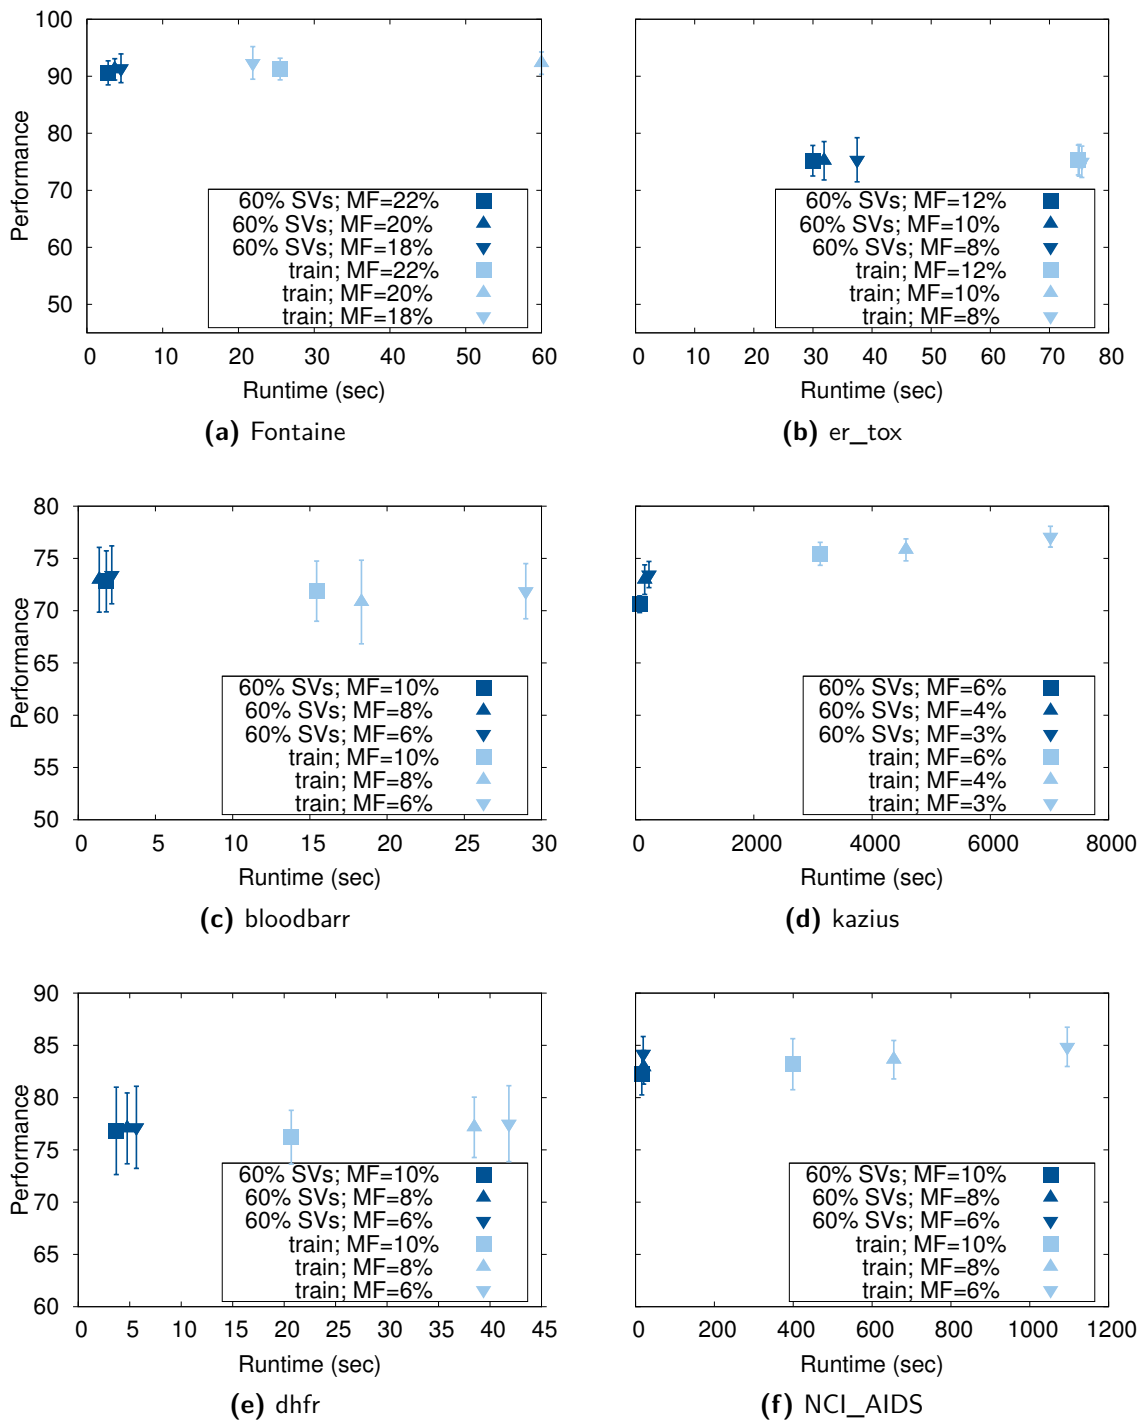 100
90
80
70
60
50
Performance
60% SVs; MF=22%
60% SVs; MF=20%
60% SVs; MF=18%
train; MF=22%
train; MF=20%
train; MF=18%
0 10 20 30 40 50 60
Runtime (sec)
(a) Fontaine
60% SVs; MF=12%
60% SVs; MF=10%
60% SVs; MF=8%
train; MF=12%
train; MF=10%
train; MF=8%
0 10 20 30 40 50 60 70 80
Runtime (sec)
(b) er_tox
80
75
70
65
60
55
50
Performance
60% SVs; MF=10%
60% SVs; MF=8%
60% SVs; MF=6%
train; MF=10%
train; MF=8%
train; MF=6%
0 5 10 15 20 25 30
Runtime (sec)
(c) bloodbarr
60% SVs; MF=6%
60% SVs; MF=4%
60% SVs; MF=3%
train; MF=6%
train; MF=4%
train; MF=3%
0 2000 4000 6000 8000
Runtime (sec)
(d) kazius
90
85
80
75
70
65
60
Performance
60% SVs; MF=10%
60% SVs; MF=8%
60% SVs; MF=6%
train; MF=10%
train; MF=8%
train; MF=6%
0 5 10 15 20 25 30 35 40 45
Runtime (sec)
(e) dhfr
60% SVs; MF=10%
60% SVs; MF=8%
60% SVs; MF=6%
train; MF=10%
train; MF=8%
train; MF=6%
0 200 400 600 800 1000 1200
Runtime (sec)
(f) NCI_AIDS